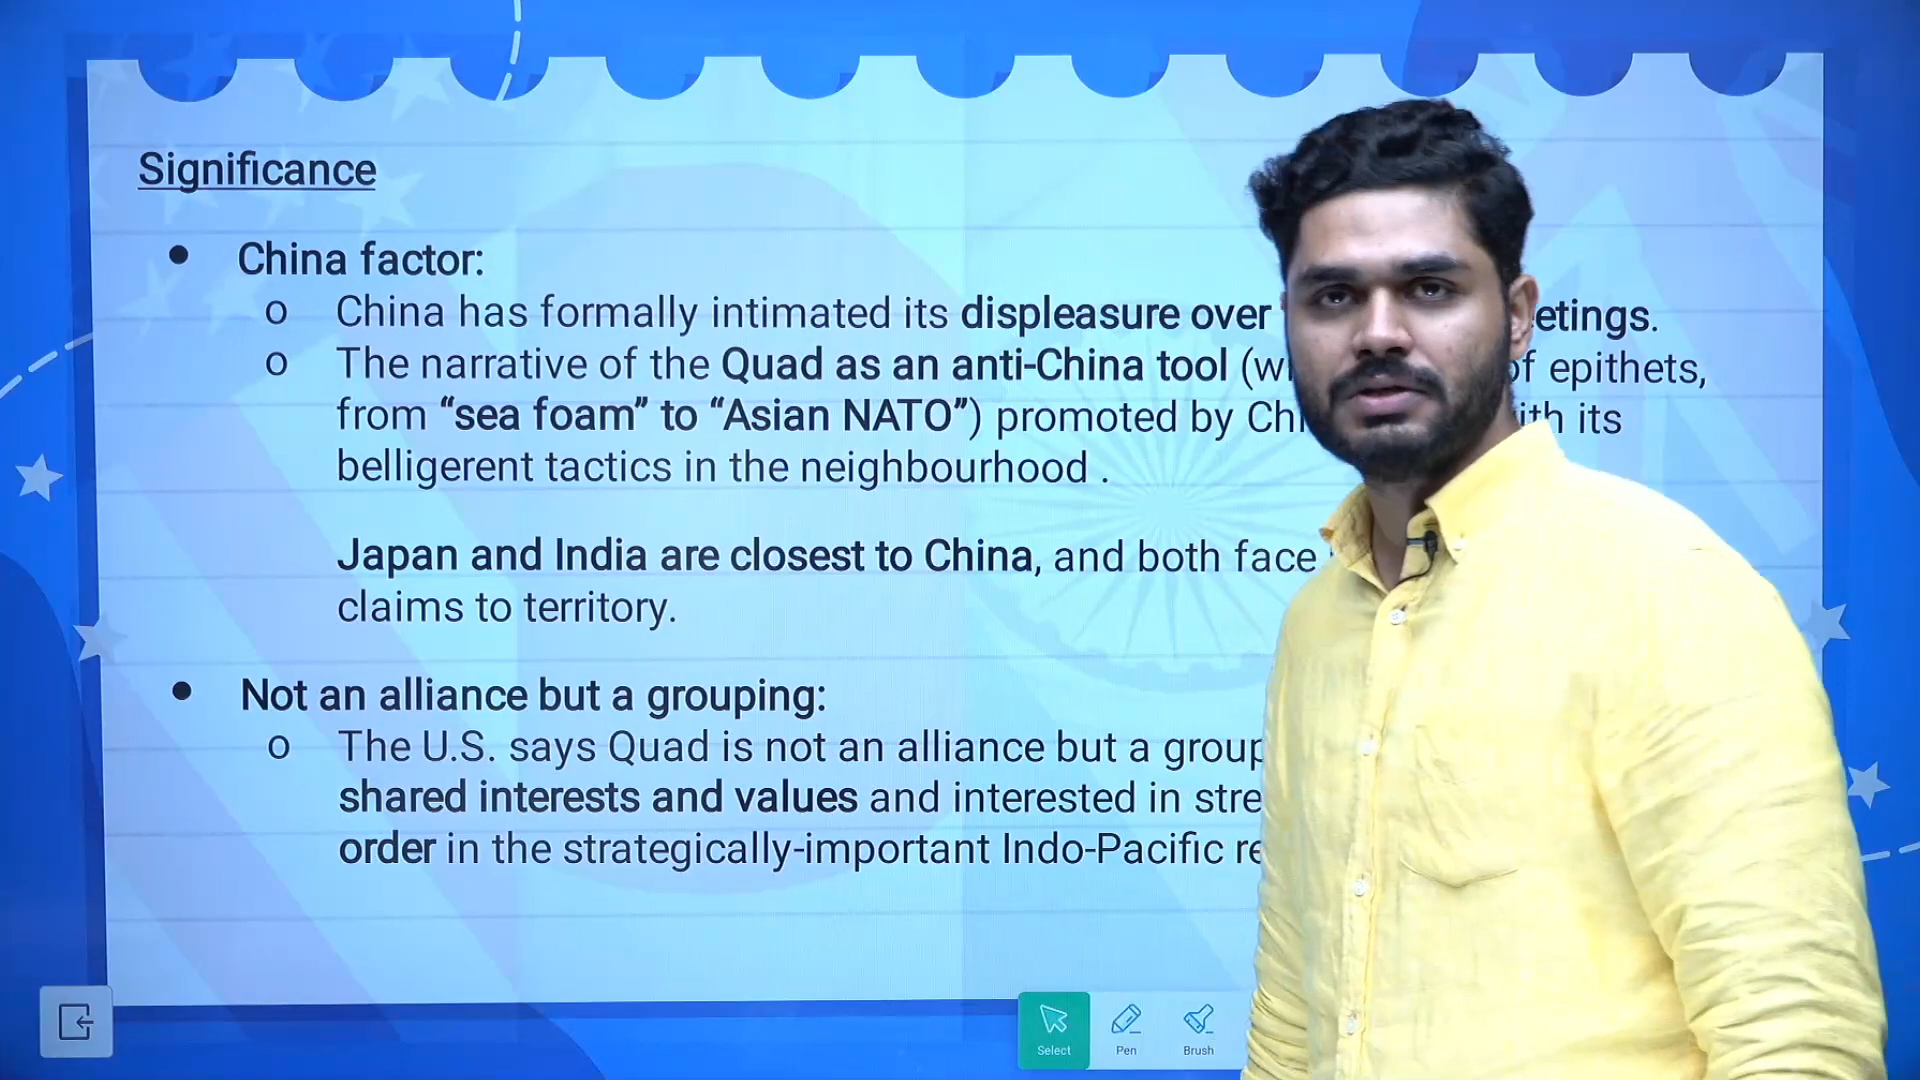 Significance
• China factor:
o China has formally intimated its displeasure over etings.
o The narrative of the Quad as an anti-China tool (w of epithets,
from “sea foam” to “Asian NATO”) promoted by Ch ith its
belligerent tactics in the neighbourhood .
Japan and India are closest to China, and both face
claims to territory.
• Not an alliance but a grouping:
o The U.S. says Quad is not an alliance but a group
shared interests and values and interested in stre
order in the strategically-important Indo-Pacific re
Select Pen Brush